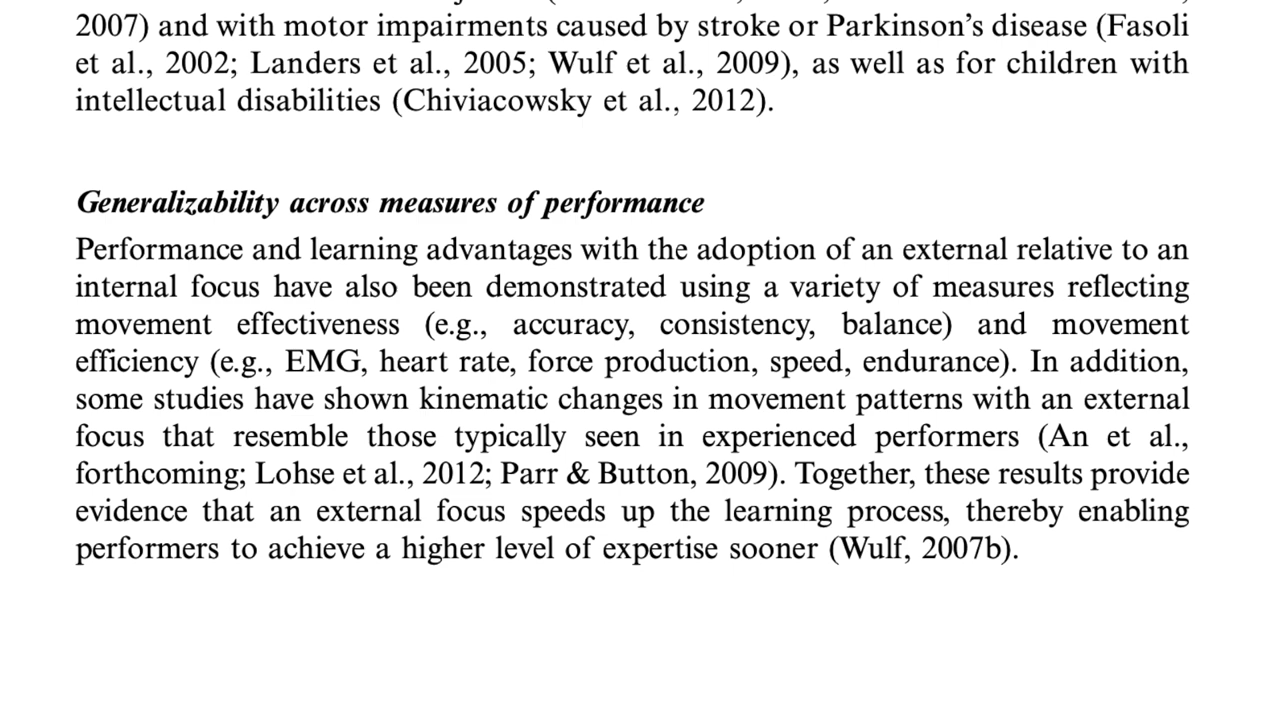 2007) and with motor impairments caused by stroke or Parkinson’s disease (Fasoli
et al., 2002; Landers et al., 2005; Wulf et al., 2009), as well as for children with
intellectual disabilities (Chiviacowsky et al., 2012).
Generalizability across measures of performance
Performance and learning advantages with the adoption of an external relative to an
internal focus have also been demonstrated using a variety of measures reflecting
movement effectiveness (e.g., accuracy, consistency, balance) and movement
efficiency (e.g., EMG, heart rate, force production, speed, endurance). In addition,
some studies have shown kinematic changes in movement patterns with an external
focus that resemble those typically seen in experienced performers (An et al.,
forthcoming; Lohse et al., 2012; Parr & Button, 2009). Together, these results provide
evidence that an external focus speeds up the learning process, thereby enabling
performers to achieve a higher level of expertise sooner (Wulf, 2007b).